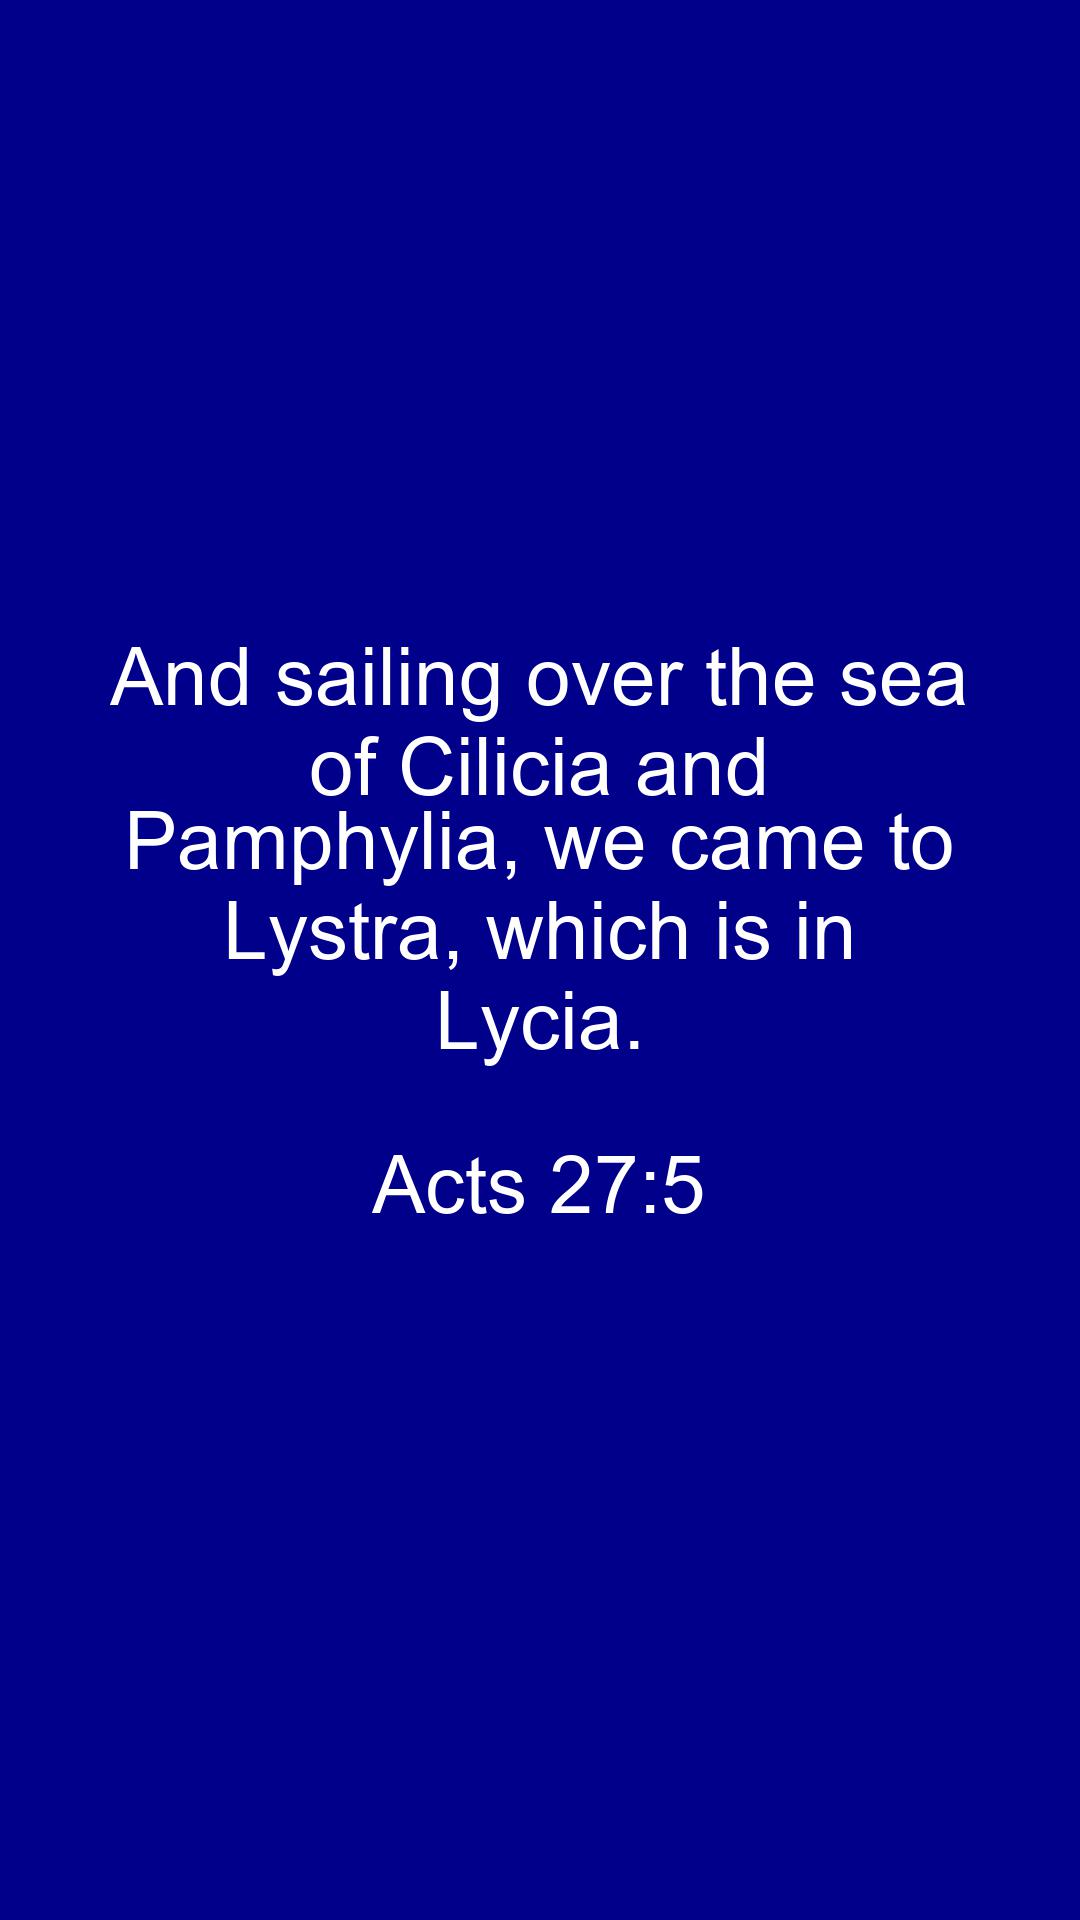 And sailing over the sea
of Cilicia and
Pamphylia, we came to
Lystra, which is in
Lycia.
Acts 27:5